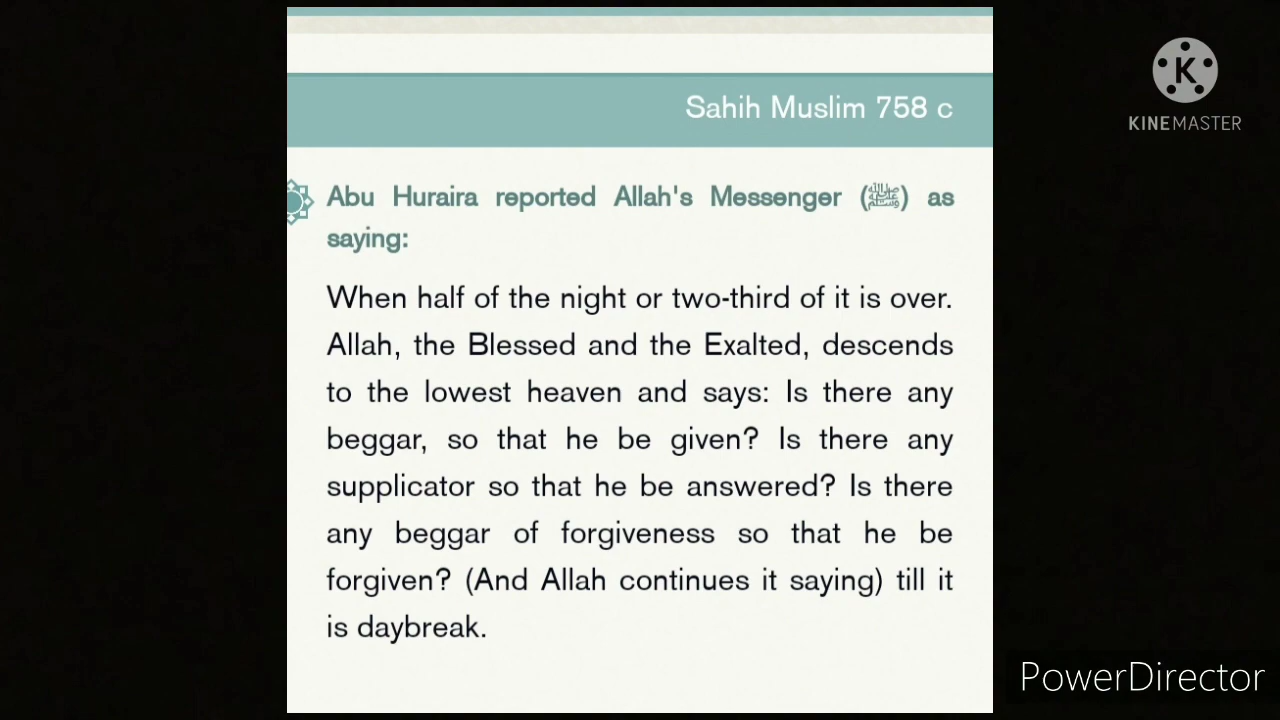 Sahih Muslim 758 c
K
KINEMASTER
Abu Huraira reported Allah's Messenger (ﷺ) as
saying:
When half of the night or two-third of it is over.
Allah, the Blessed and the Exalted, descends
to the lowest heaven and says: Is there any
beggar, so that he be given? Is there any
supplicator so that he be answered? Is there
any beggar of forgiveness so that he be
forgiven? (And Allah continues it saying) till it
is daybreak.
PowerDirector